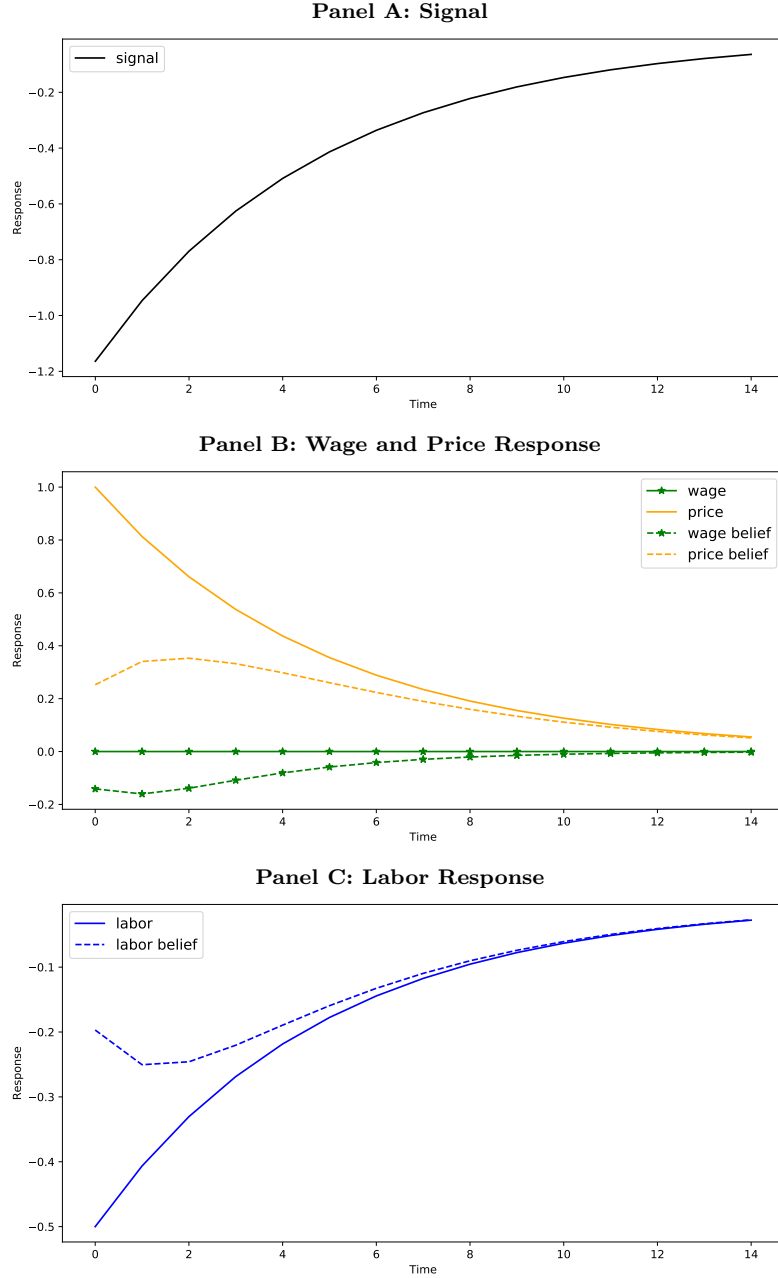 Panel A: Signal
signal
−0.2
−0.4
−0.6
−0.8
−1.0
−1.2
Response
0 2 4 6 8 10 12 14
Time
Panel B: Wage and Price Response
wage
price
wage belief
price belief
1.0
0.8
0.6
0.4
0.2
0.0
−0.2
Response
0 2 4 6 8 10 12 14
Time
Panel C: Labor Response
labor
labor belief
−0.1
−0.2
−0.3
−0.4
−0.5
Response
0 2 4 6 8 10 12 14
Time